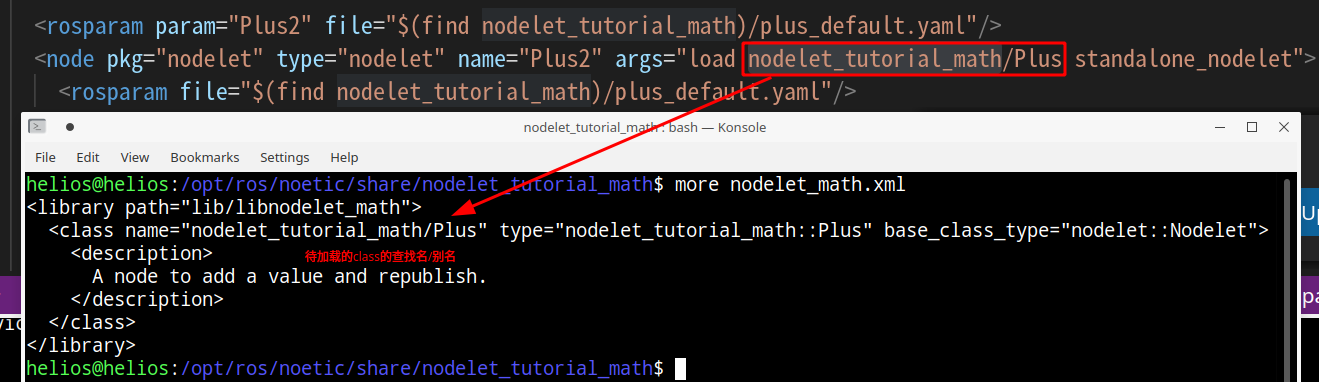 <rosparam param="Plus2" file="$(find nodelet_tutorial_math)/plus_default.yaml"/>
<node pkg="nodelet" type="nodelet" name="Plus2" args="load nodelet_tutorial_math/Plus standalone_nodelet">
<rosparam file="$(find nodelet_tutorial_math)/plus_default.yaml"/>
nodelet_tutorial_math : bash — Konsole
File Edit View Bookmarks Settings Help
helios@helios:/opt/ros/noetic/share/nodelet_tutorial_math$ more nodelet_math.xml
<library path="lib/libnodelet_math">
<class name="nodelet_tutorial_math/Plus" type="nodelet_tutorial_math::Plus" base_class_type="nodelet::Nodelet">
<description>
待加载的class的查找名/别名
A node to add a value and republish.
</description>
</class>
</library>
helios@helios:/opt/ros/noetic/share/nodelet_tutorial_math$